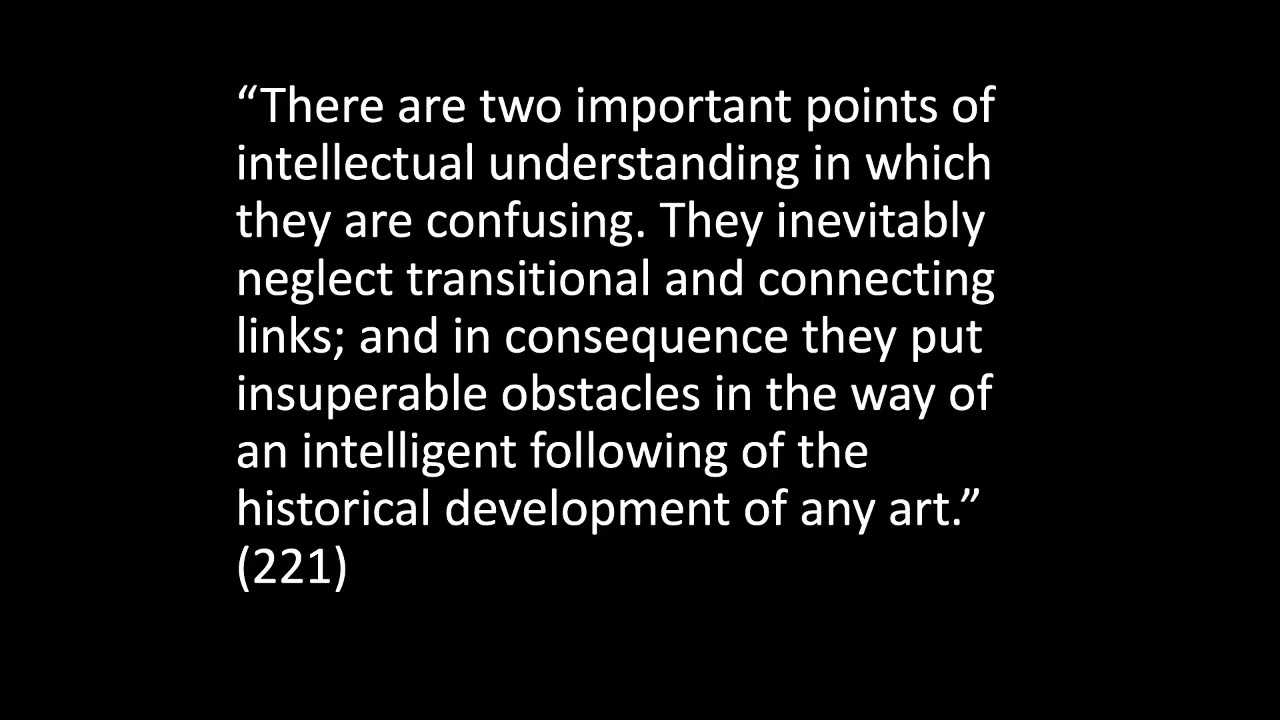 “There are two important points of
intellectual understanding in which
they are confusing. They inevitably
neglect transitional and connecting
links; and in consequence they put
insuperable obstacles in the way of
an intelligent following of the
historical development of any art.”
(221)